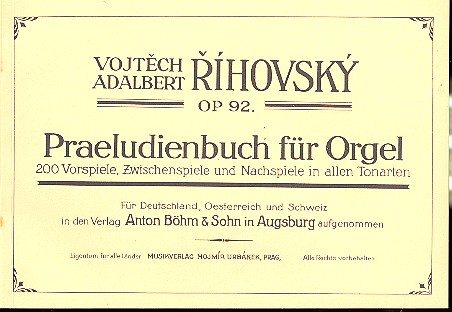 VOJTĚCH
ADALBERT ŘÍHOVSKÝ
OP 92.
Praeludienbuch für Orgel
200 Vorspiele, Zwischenspiele und Nachspiele in allen Tonarten
Für Deutschland, Oesterreich und Schweiz
in den Verlag Anton Böhm & Sohn in Augsburg aufgenommen
Eigentum für alle Länder MUSIKVERLAG MOJMÍR URBÁNEK, PRAG, Alle Rechte vorbehalten